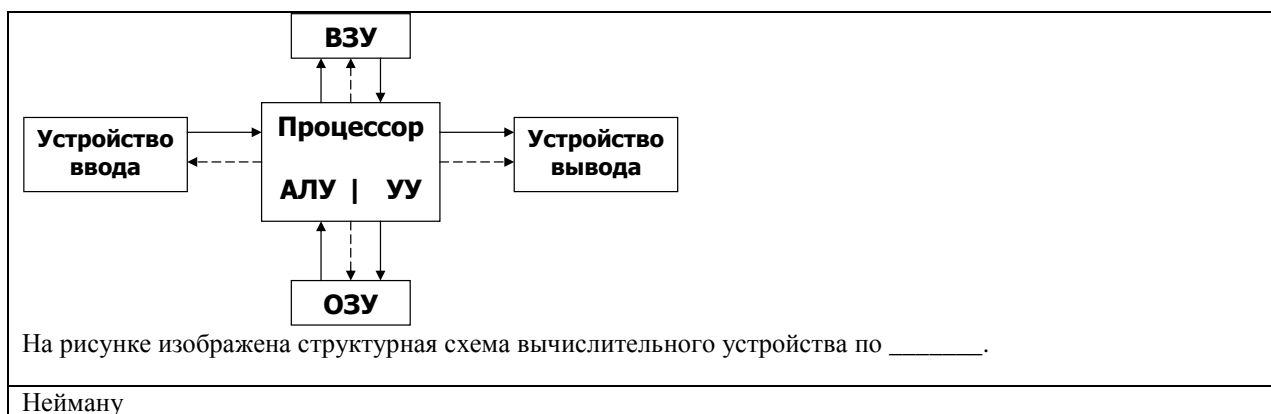 ВЗУ
Устройство
ввода
Процессор
АЛУ | УУ
Устройство
вывода
ОЗУ
На рисунке изображена структурная схема вычислительного устройства по _______.
Нейману